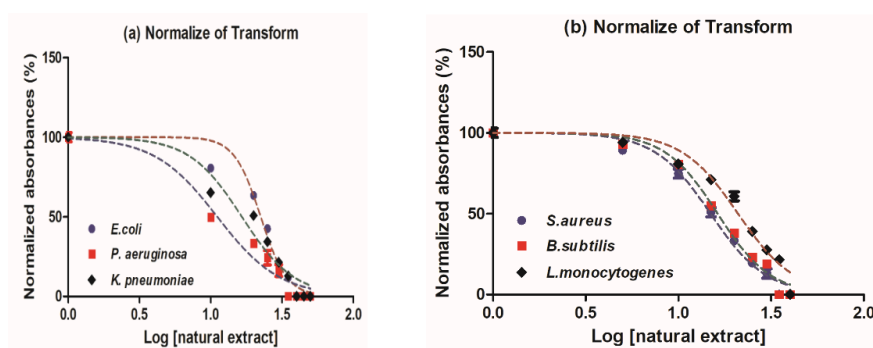 (a) Normalize of Transform
Normalized absorbances (%)
150
100
50
0
E.coli
P. aeruginosa
K. pneumoniae
0.0 0.5 1.0 1.5 2.0
Log [natural extract]
(b) Normalize of Transform
Normalized absorbances (%)
150
100
50
0
S.aureus
B.subtilis
L.monocytogenes
0.0 0.5 1.0 1.5 2.0
Log [natural extract]